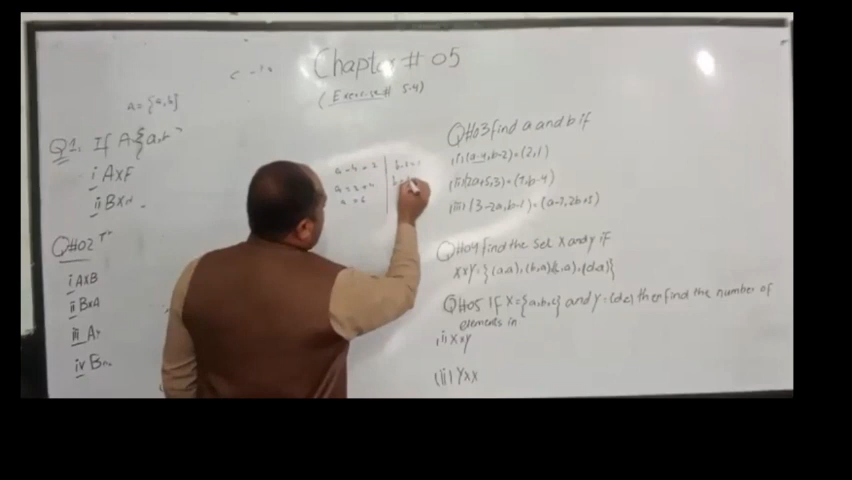 Chapter # 05
(Exercise# 5.4)
A = {a,b}
Q1. If A={a,b
i AxF
ii Bx
Q#02
i AxB
ii BxA
iii A
iv B
a - 4 = 2
a = 2 + 4
a = 6
b-2=1
Q#03 find a and b if
(i) (a-4, b-2) = (2, 1)
(ii) (2a+5, 3) = (7, b-4)
(iii) (3-2a, b-1) = (a-7, 2b+5)
Q#04 find the set X and y if
XxY = {(a,a), (b,a), (c,a), (d,a)}
Q#05 If X = {a,b,c} and y = {d,e} then find the number of
elements in
(i) X x y
(ii) Y x x